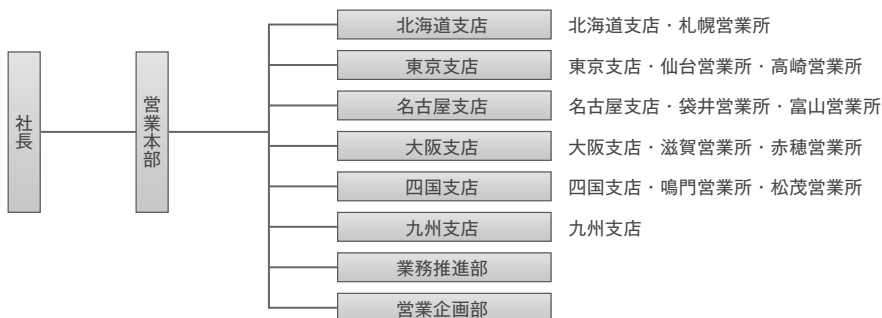 社長
営業本部
北海道支店 北海道支店・札幌営業所
東京支店 東京支店・仙台営業所・高崎営業所
名古屋支店 名古屋支店・袋井営業所・富山営業所
大阪支店 大阪支店・滋賀営業所・赤穂営業所
四国支店 四国支店・鳴門営業所・松茂営業所
九州支店 九州支店
業務推進部
営業企画部